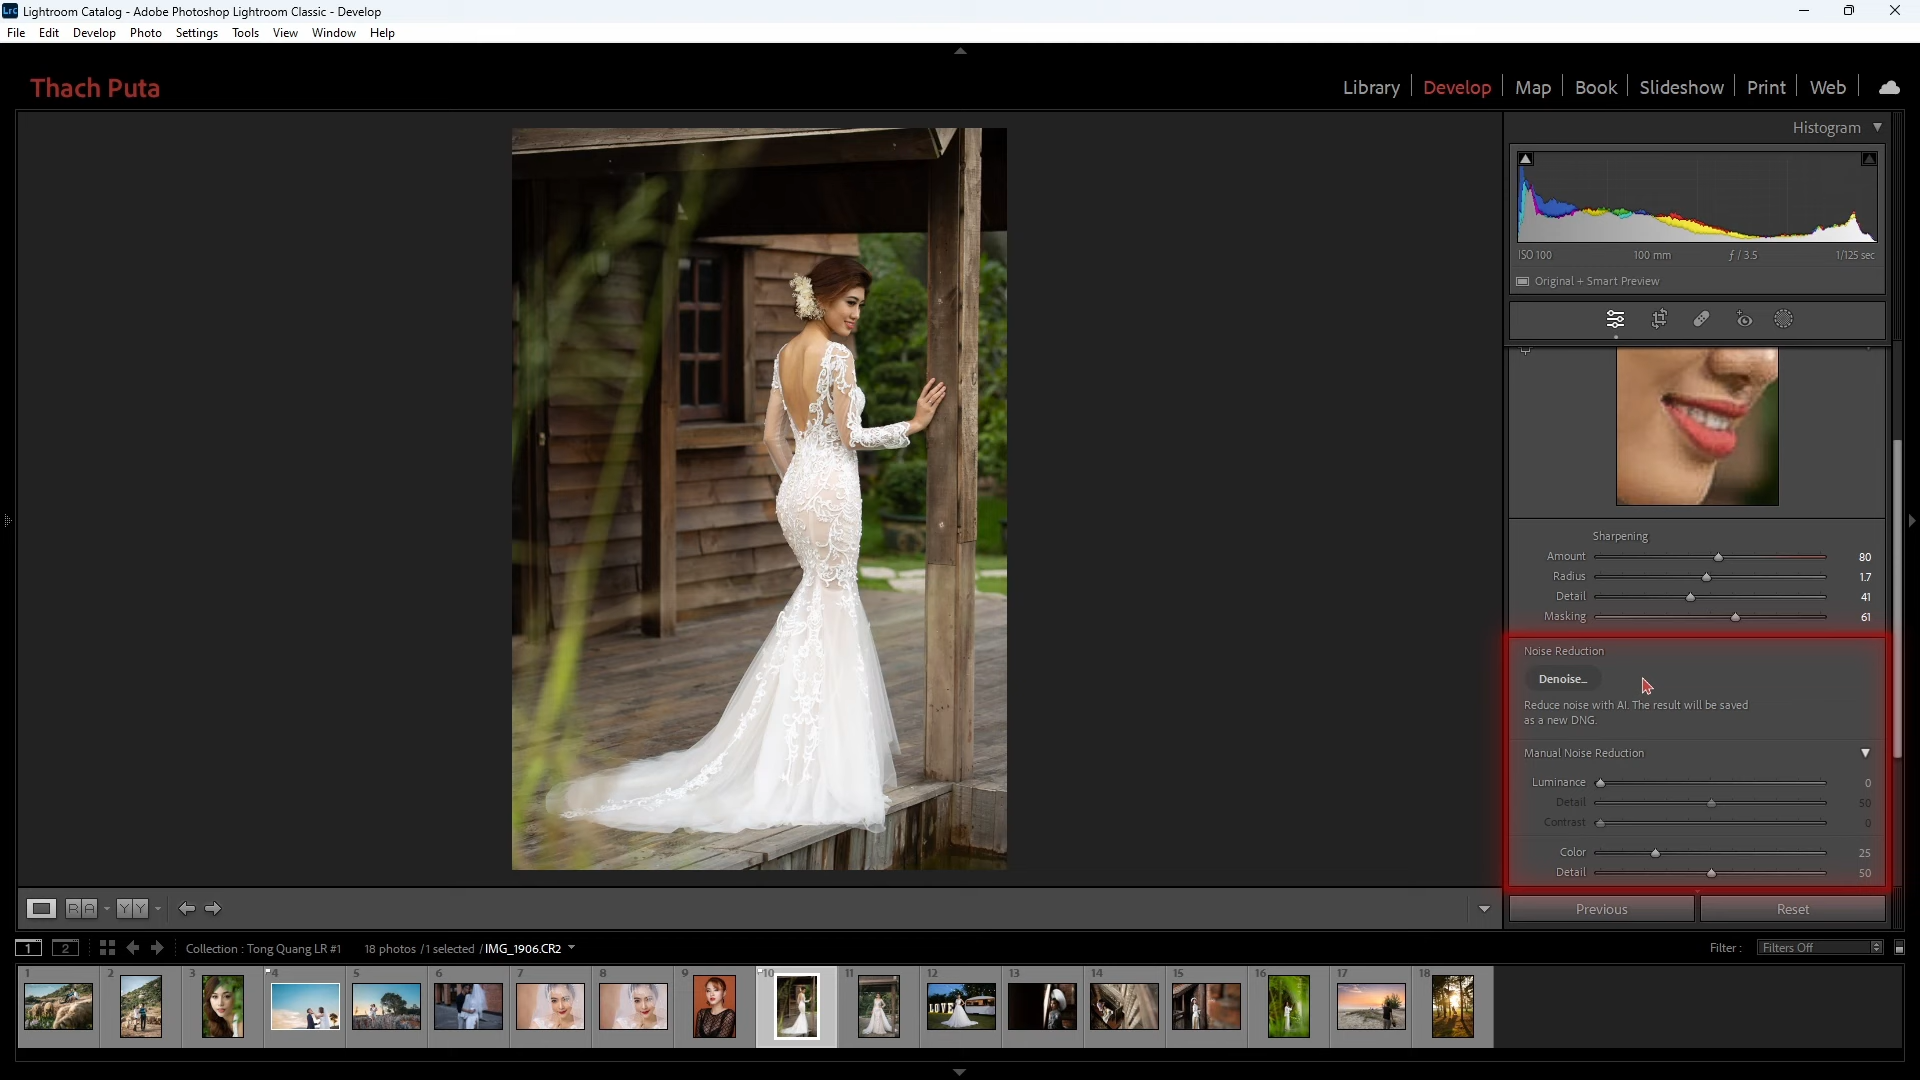 Lrc Lightroom Catalog - Adobe Photoshop Lightroom Classic - Develop
File Edit Develop Photo Settings Tools View Window Help
Thach Puta
Library Develop Map Book Slideshow Print Web
Histogram
ISO 100 100 mm ƒ / 3.5 1/125 sec
Original + Smart Preview
Sharpening
Amount 80
Radius 1.7
Detail 41
Masking 61
Noise Reduction
Denoise...
Reduce noise with AI. The result will be saved
as a new DNG.
Manual Noise Reduction
Luminance 0
Detail 50
Contrast 0
Color 25
Detail 50
R A Y Y
Previous Reset
1 2 Collection : Tong Quang LR #1 18 photos / 1 selected / IMG_1906.CR2 Filter : Filters Off
1 2 3 4 5 6 7 8 9 10 11 12 13 14 15 16 17 18
LOVE